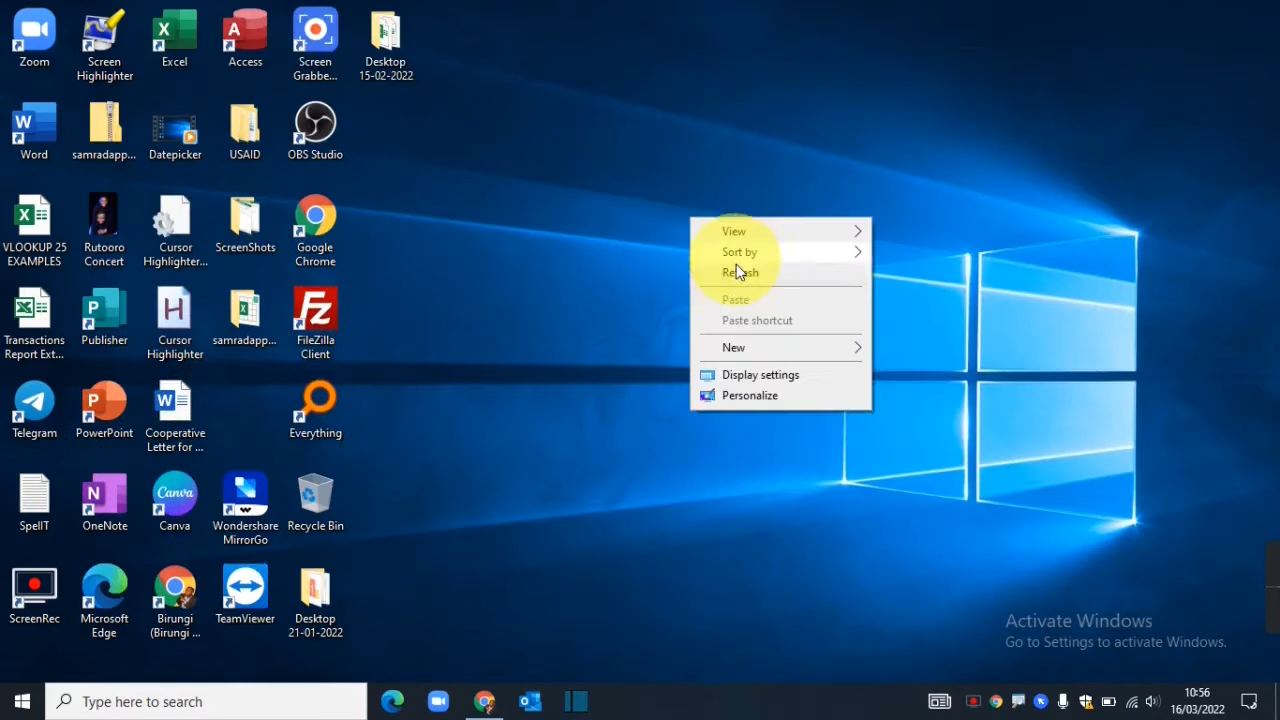 Zoom
Screen
Highlighter
Excel
Access
Screen
Grabbe...
Desktop
15-02-2022
Word
samradapp...
Datepicker
USAID
OBS Studio
VLOOKUP 25
EXAMPLES
Rutooro
Concert
Cursor
Highlighter...
ScreenShots
Google
Chrome
Transactions
Report Ext...
Publisher
Cursor
Highlighter
samradapp...
FileZilla
Client
Telegram
PowerPoint
Cooperative
Letter for ...
Everything
SpellT
OneNote
Canva
Canva
Wondershare
MirrorGo
Recycle Bin
ScreenRec
Microsoft
Edge
Birungi
(Birungi ...
TeamViewer
Desktop
21-01-2022
View
Sort by
Refresh
Paste
Paste shortcut
New
Display settings
Personalize
Activate Windows
Go to Settings to activate Windows.
Type here to search
10:56
16/03/2022